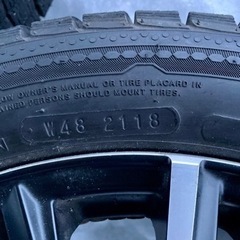 OWNER'S MANUAL OR TIRE PLACARD IN
PERSONS SHOULD MOUNT TIRES.
W48 2118